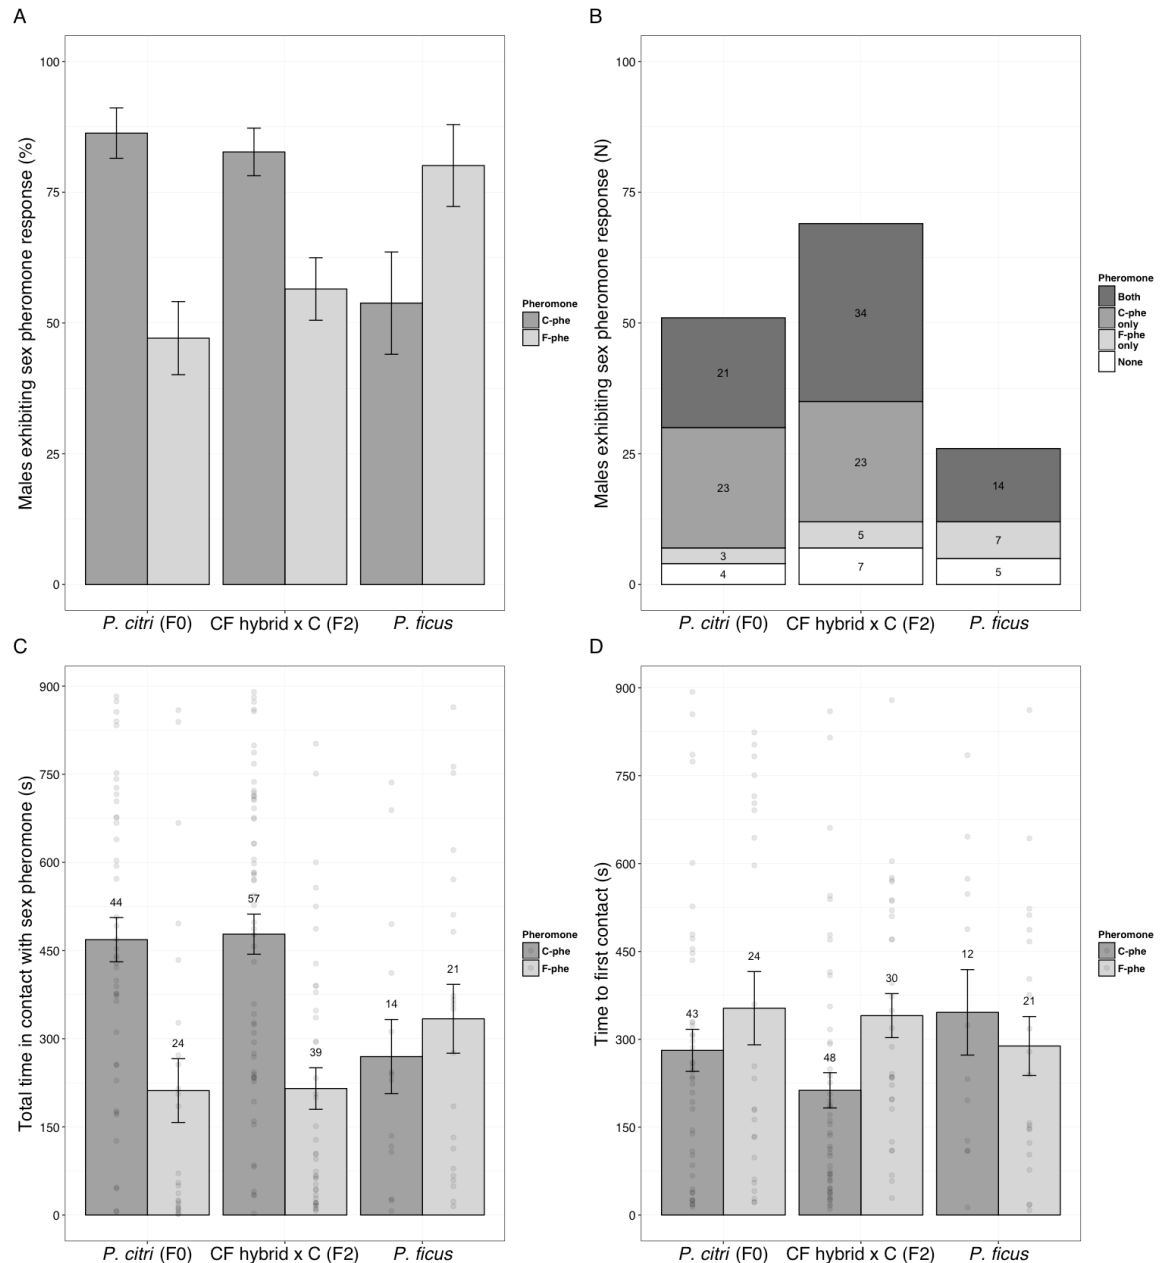 A
Males exhibiting sex pheromone response (%)
100
75
50
25
0
P. citri (F0)
CF hybrid x C (F2)
P. ficus
Pheromone
C-phe
F-phe
B
Males exhibiting sex pheromone response (N)
100
75
50
25
0
21
23
3
4
34
23
5
7
14
7
5
P. citri (F0)
CF hybrid x C (F2)
P. ficus
Pheromone
Both
C-phe
only
F-phe
only
None
C
Total time in contact with sex pheromone (s)
900
750
600
450
300
150
0
44
24
57
39
14
21
P. citri (F0)
CF hybrid x C (F2)
P. ficus
Pheromone
C-phe
F-phe
D
Time to first contact (s)
900
750
600
450
300
150
0
43
24
48
30
12
21
P. citri (F0)
CF hybrid x C (F2)
P. ficus
Pheromone
C-phe
F-phe